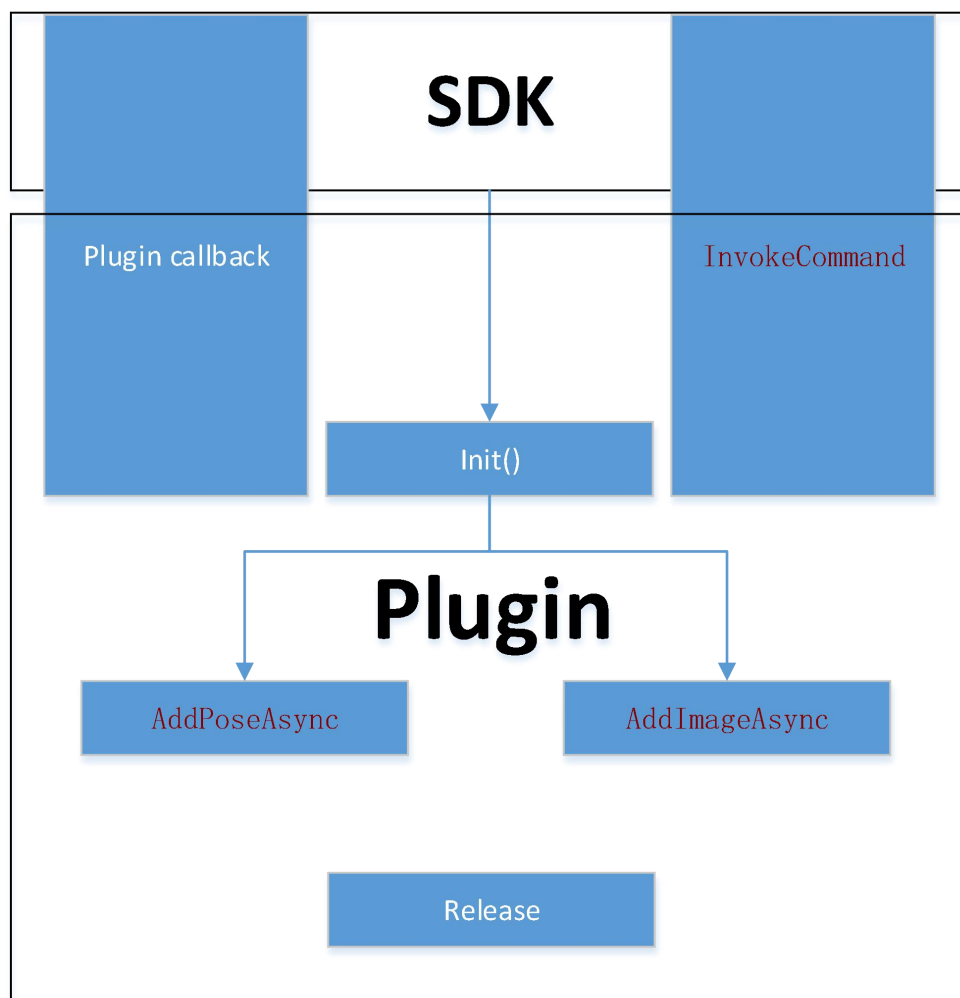 SDK
Plugin callback
InvokeCommand
Init()
Plugin
AddPoseAsync
AddImageAsync
Release